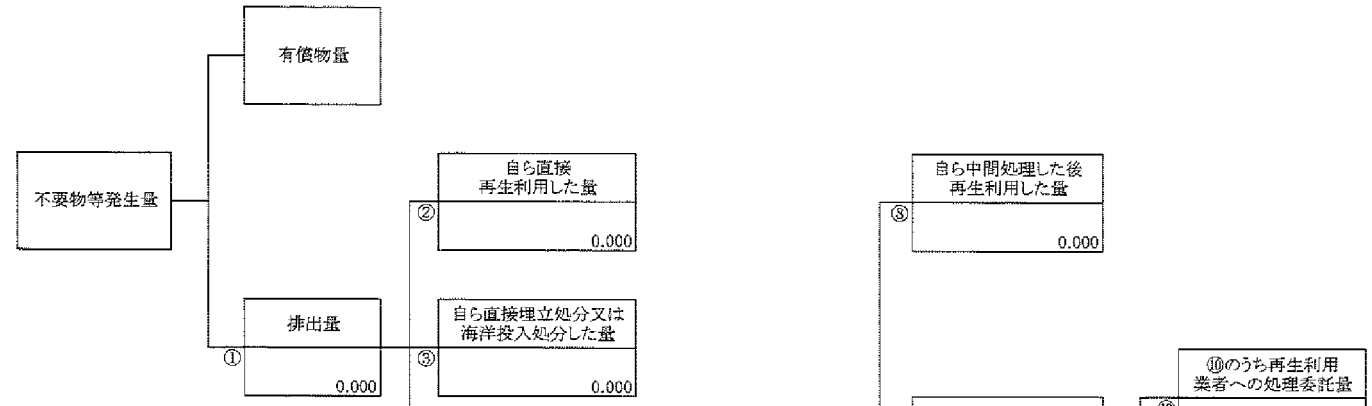 有償物量
不要物等発生量
自ら直接
再生利用した量
②
0.000
自ら中間処理した後
再生利用した量
⑧
0.000
排出量
①
0.000
自ら直接埋立処分又は
海洋投入処分した量
③
0.000
⑩のうち再生利用
業者への処理委託量